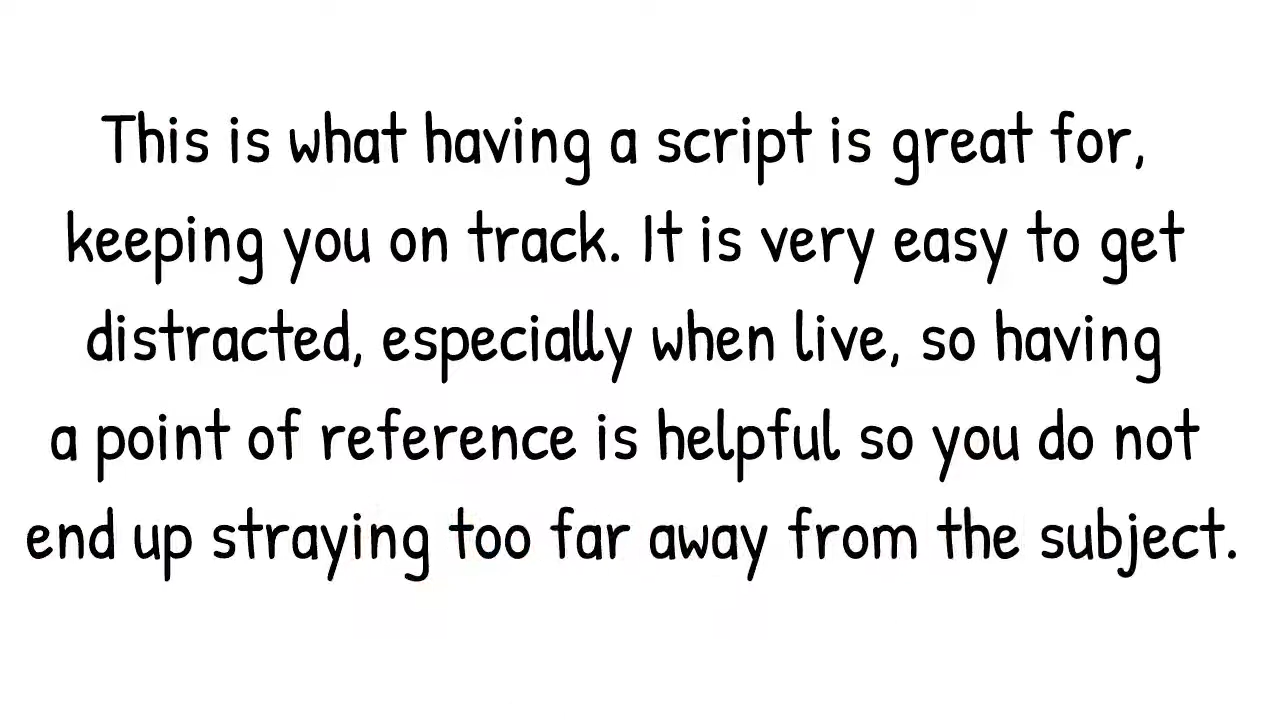 This is what having a script is great for,
keeping you on track. It is very easy to get
distracted, especially when live, so having
a point of reference is helpful so you do not
end up straying too far away from the subject.